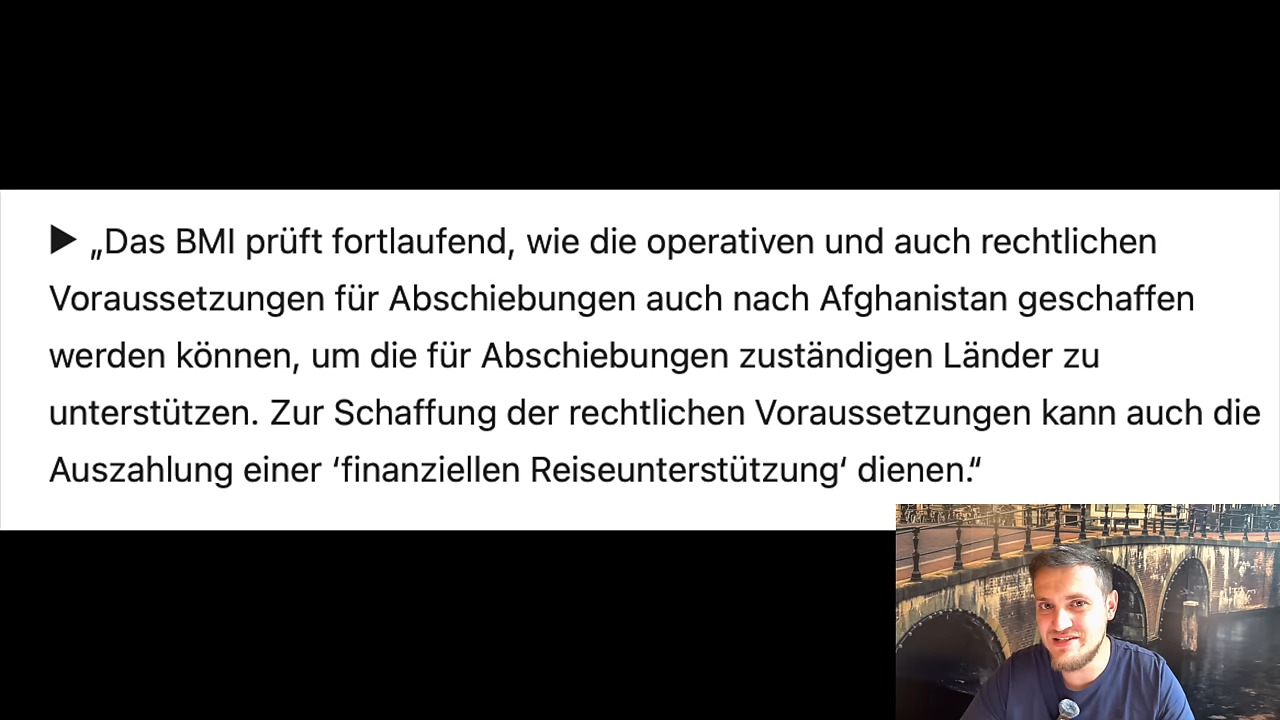 ▶ „Das BMI prüft fortlaufend, wie die operativen und auch rechtlichen
Voraussetzungen für Abschiebungen auch nach Afghanistan geschaffen
werden können, um die für Abschiebungen zuständigen Länder zu
unterstützen. Zur Schaffung der rechtlichen Voraussetzungen kann auch die
Auszahlung einer ‘finanziellen Reiseunterstützung‘ dienen.“